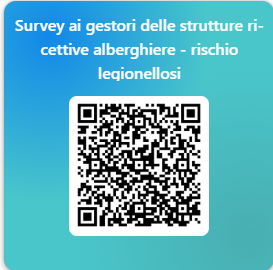 Survey ai gestori delle strutture ri-
cettive alberghiere - rischio
legionellosi